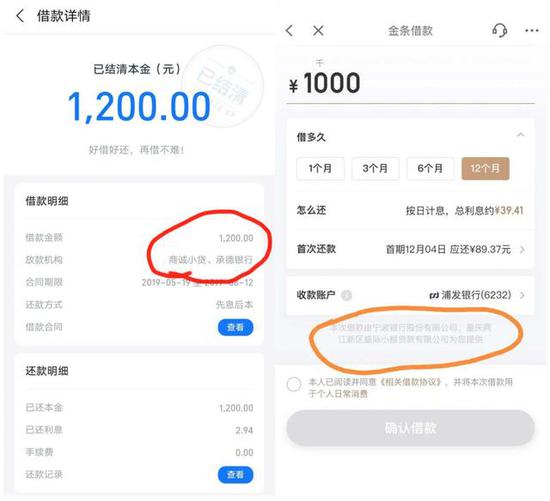 借款详情
已结清本金（元）
1,200.00
已结清
好借好还，再借不难！
借款明细
借款金额 1,200.00
放款机构 商诚小贷、承德银行
合同期限 2019-05-19 至
还款方式 先息后本
借款合同 查看
还款明细
已还本金 1,200.00
已还利息 2.94
手续费 0.00
还款记录 查看
金条借款
千
¥ 1000
借多久
1个月 3个月 6个月 12个月
怎么还 按日计息，总利息约¥39.41
首次还款 首期12月04日 应还¥89.37元
收款账户 浦发银行(6232)
本次借款由宁波银行股份有限公司、重庆两
江新区盛际小额贷款有限公司为您提供
本人已阅读并同意《相关借款协议》，并将本次借款用
于个人日常消费
确认借款